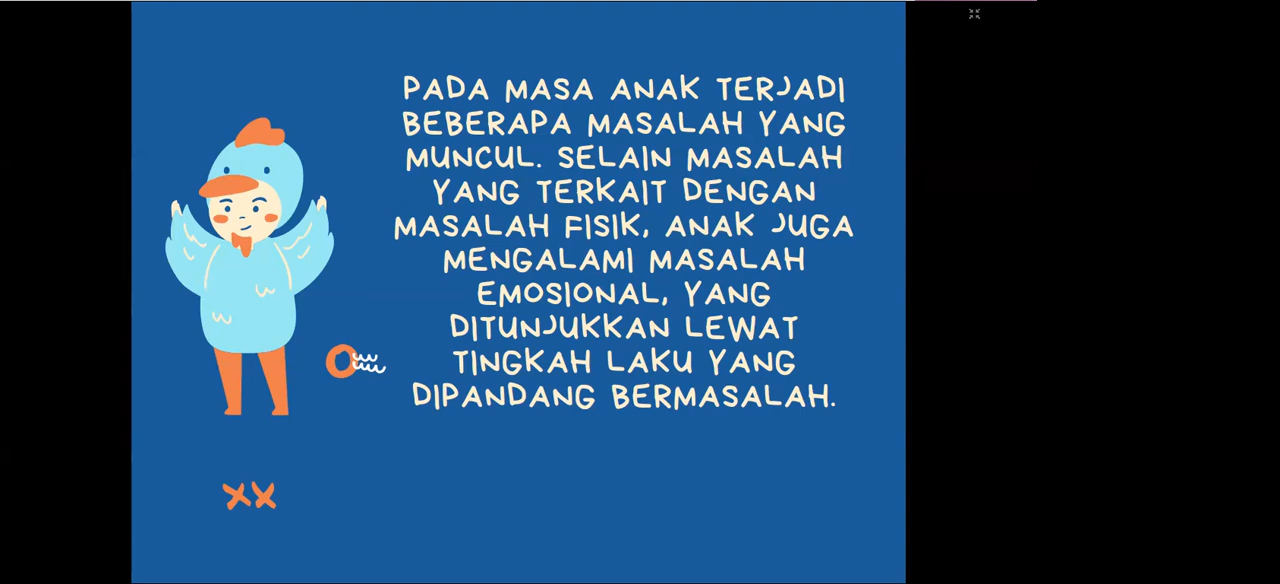 PADA MASA ANAK TERJADI
BEBERAPA MASALAH YANG
MUNCUL. SELAIN MASALAH
YANG TERKAIT DENGAN
MASALAH FISIK, ANAK JUGA
MENGALAMI MASALAH
EMOSIONAL, YANG
DITUNJUKKAN LEWAT
TINGKAH LAKU YANG
DIPANDANG BERMASALAH.